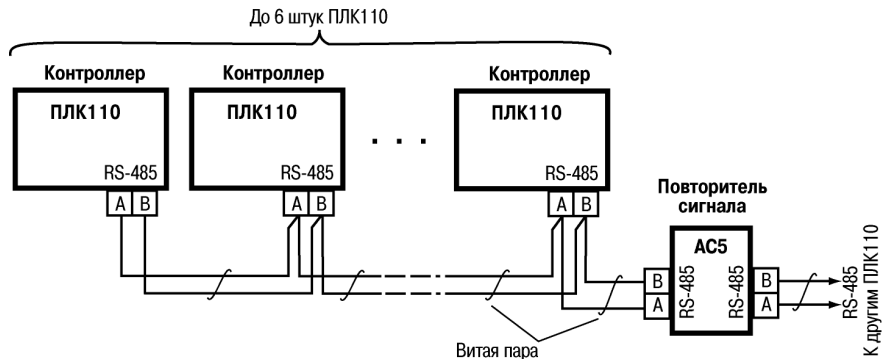 До 6 штук ПЛК110
Контроллер
Контроллер
Контроллер
ПЛК110
ПЛК110
ПЛК110
. . .
RS-485
RS-485
RS-485
A B
A B
A B
Повторитель
сигнала
АС5
B
A
RS-485
RS-485
B
A
RS-485
К другим ПЛК110
Витая пара